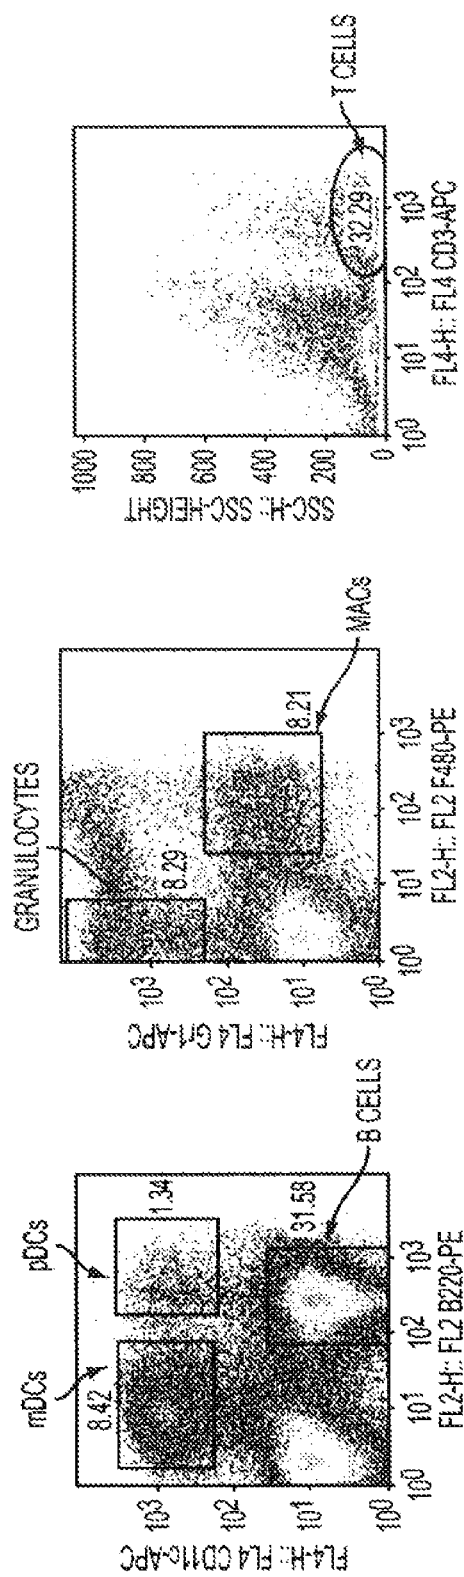 mDCs
pDCs
8.42
1.34
31.58
B CELLS
FL4-H:: FL4 CD11c-APC
10³
10²
10¹
10⁰
10⁰ 10¹ 10² 10³
FL2-H:: FL2 B220-PE
GRANULOCYTES
8.29
8.21
MACs
FL4-H:: FL4 Gr1-APC
10³
10²
10¹
10⁰
10⁰ 10¹ 10² 10³
FL2-H:: FL2 F480-PE
SSC-H:: SSC-HEIGHT
1000
800
600
400
200
0
32.29
T CELLS
10⁰ 10¹ 10² 10³
FL4-H:: FL4 CD3-APC